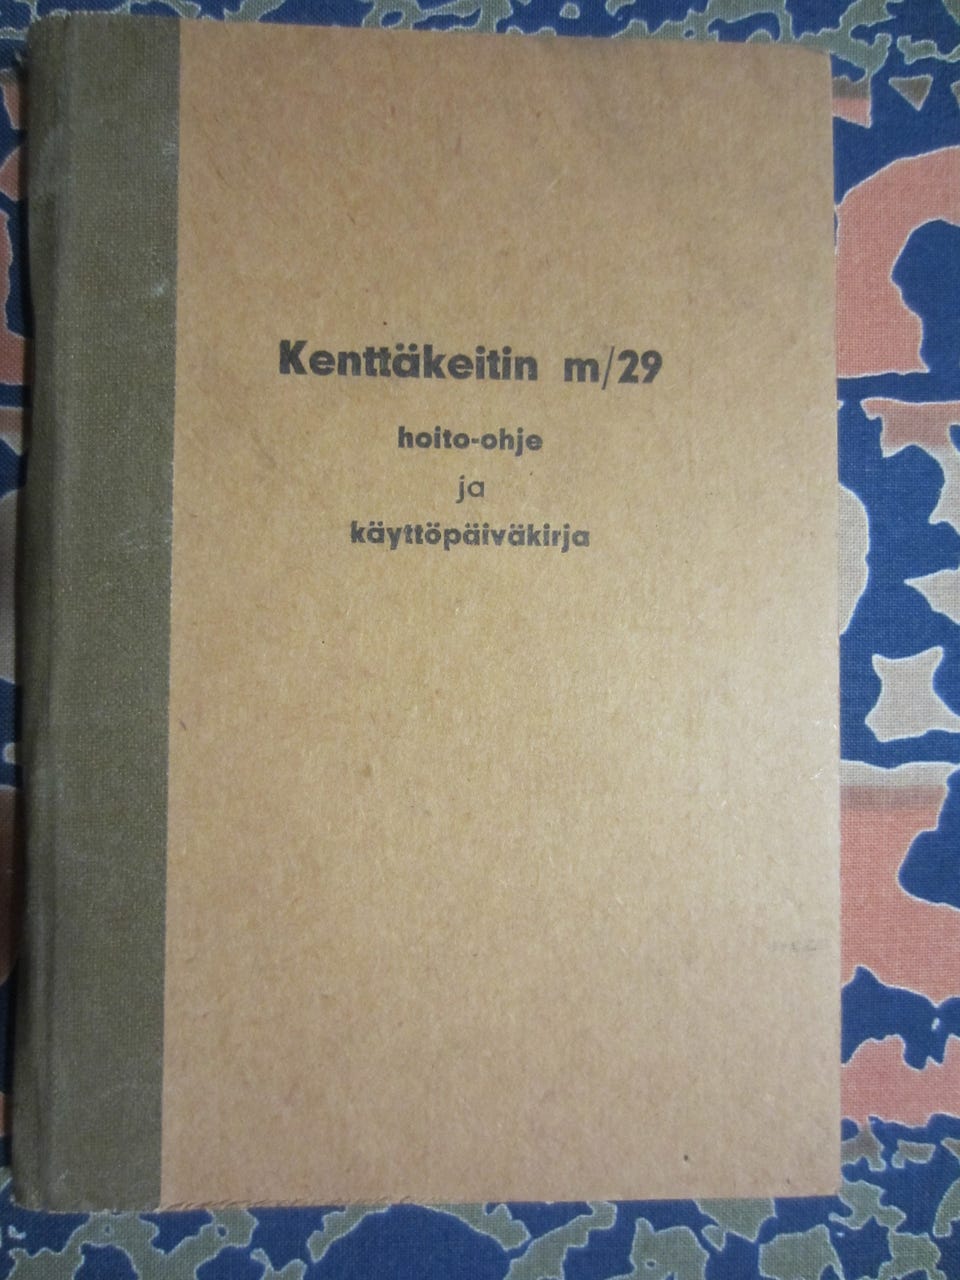 Kenttäkeitin m/29
hoito-ohje
ja
käyttöpäiväkirja